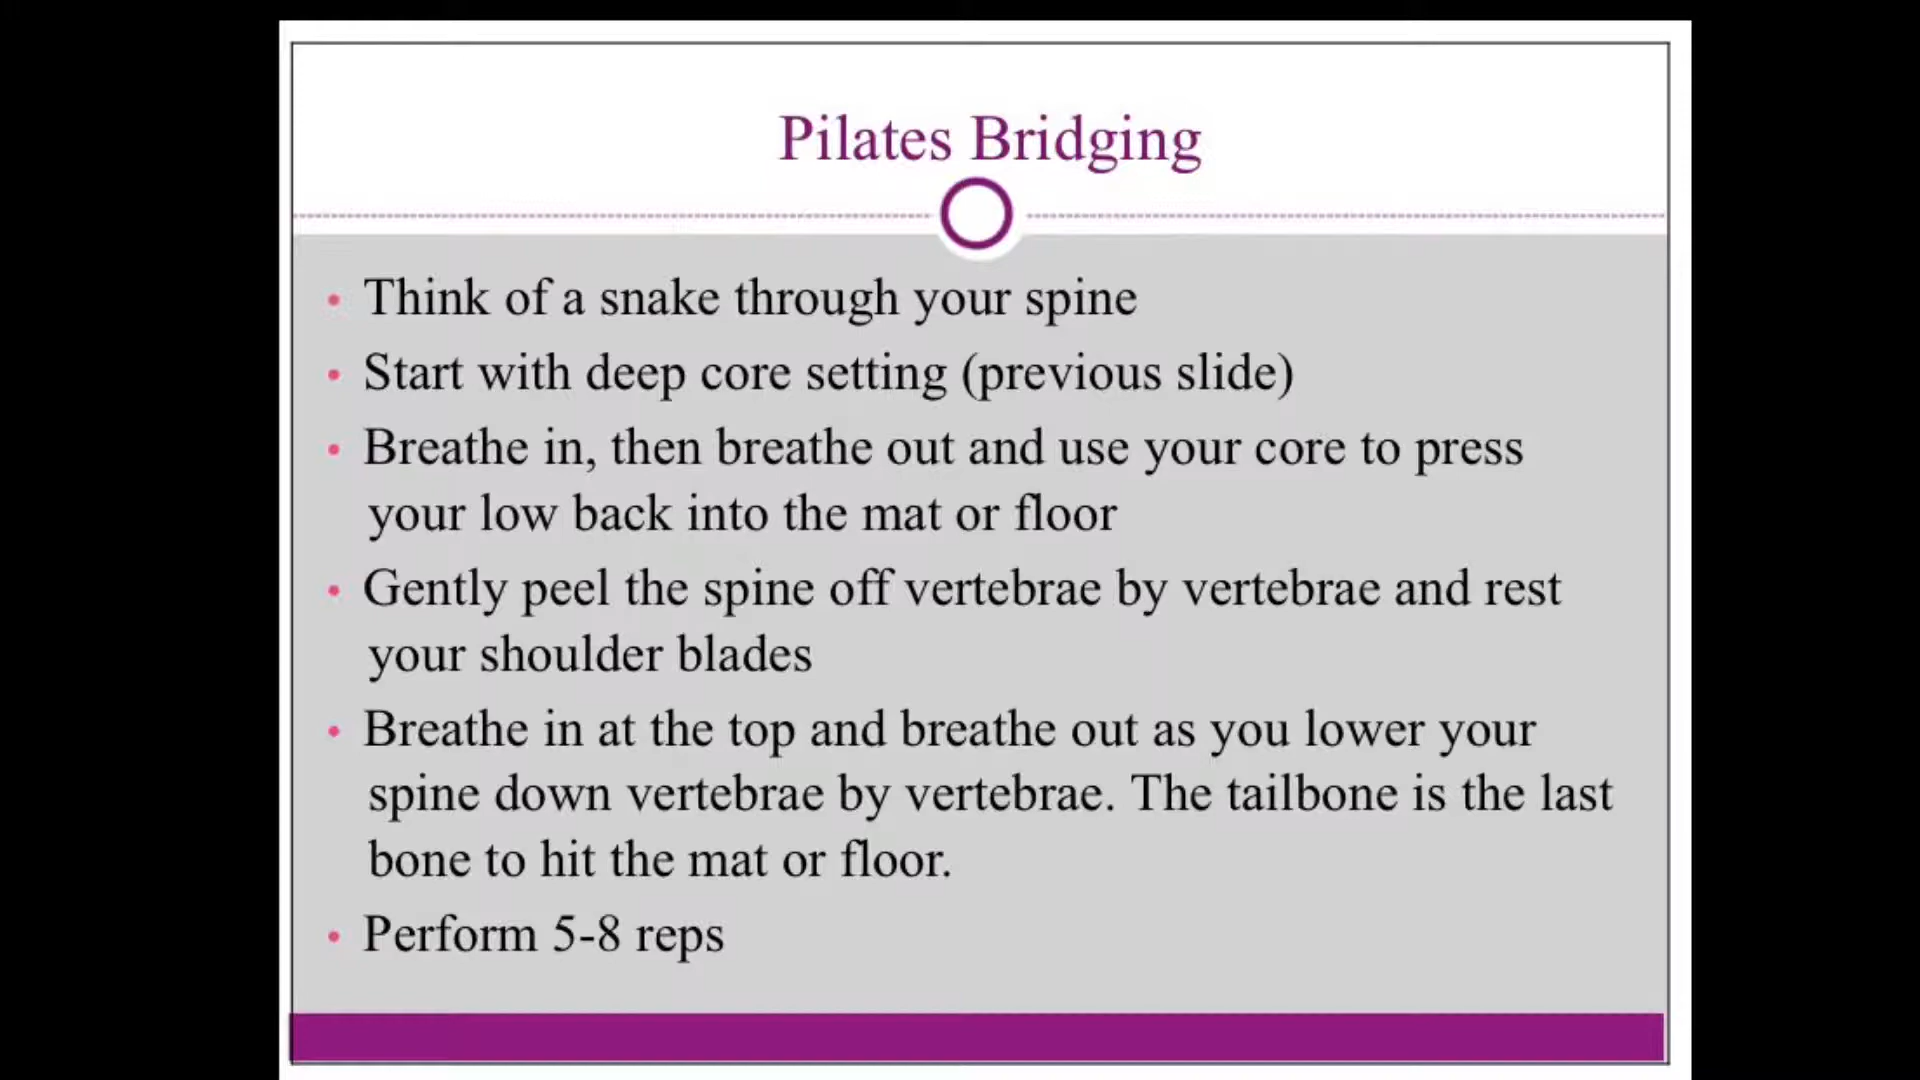 Pilates Bridging
• Think of a snake through your spine
• Start with deep core setting (previous slide)
• Breathe in, then breathe out and use your core to press
your low back into the mat or floor
• Gently peel the spine off vertebrae by vertebrae and rest
your shoulder blades
• Breathe in at the top and breathe out as you lower your
spine down vertebrae by vertebrae. The tailbone is the last
bone to hit the mat or floor.
• Perform 5-8 reps